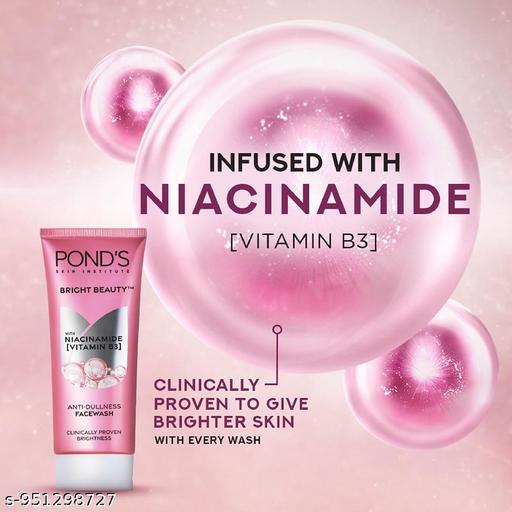 INFUSED WITH
NIACINAMIDE
[VITAMIN B3]
POND'S
SKIN INSTITUTE
BRIGHT BEAUTY™
WITH
NIACINAMIDE
[VITAMIN B3]
ANTI-DULLNESS
FACEWASH
CLINICALLY PROVEN
BRIGHTNESS
CLINICALLY
PROVEN TO GIVE
BRIGHTER SKIN
WITH EVERY WASH
s-951298727